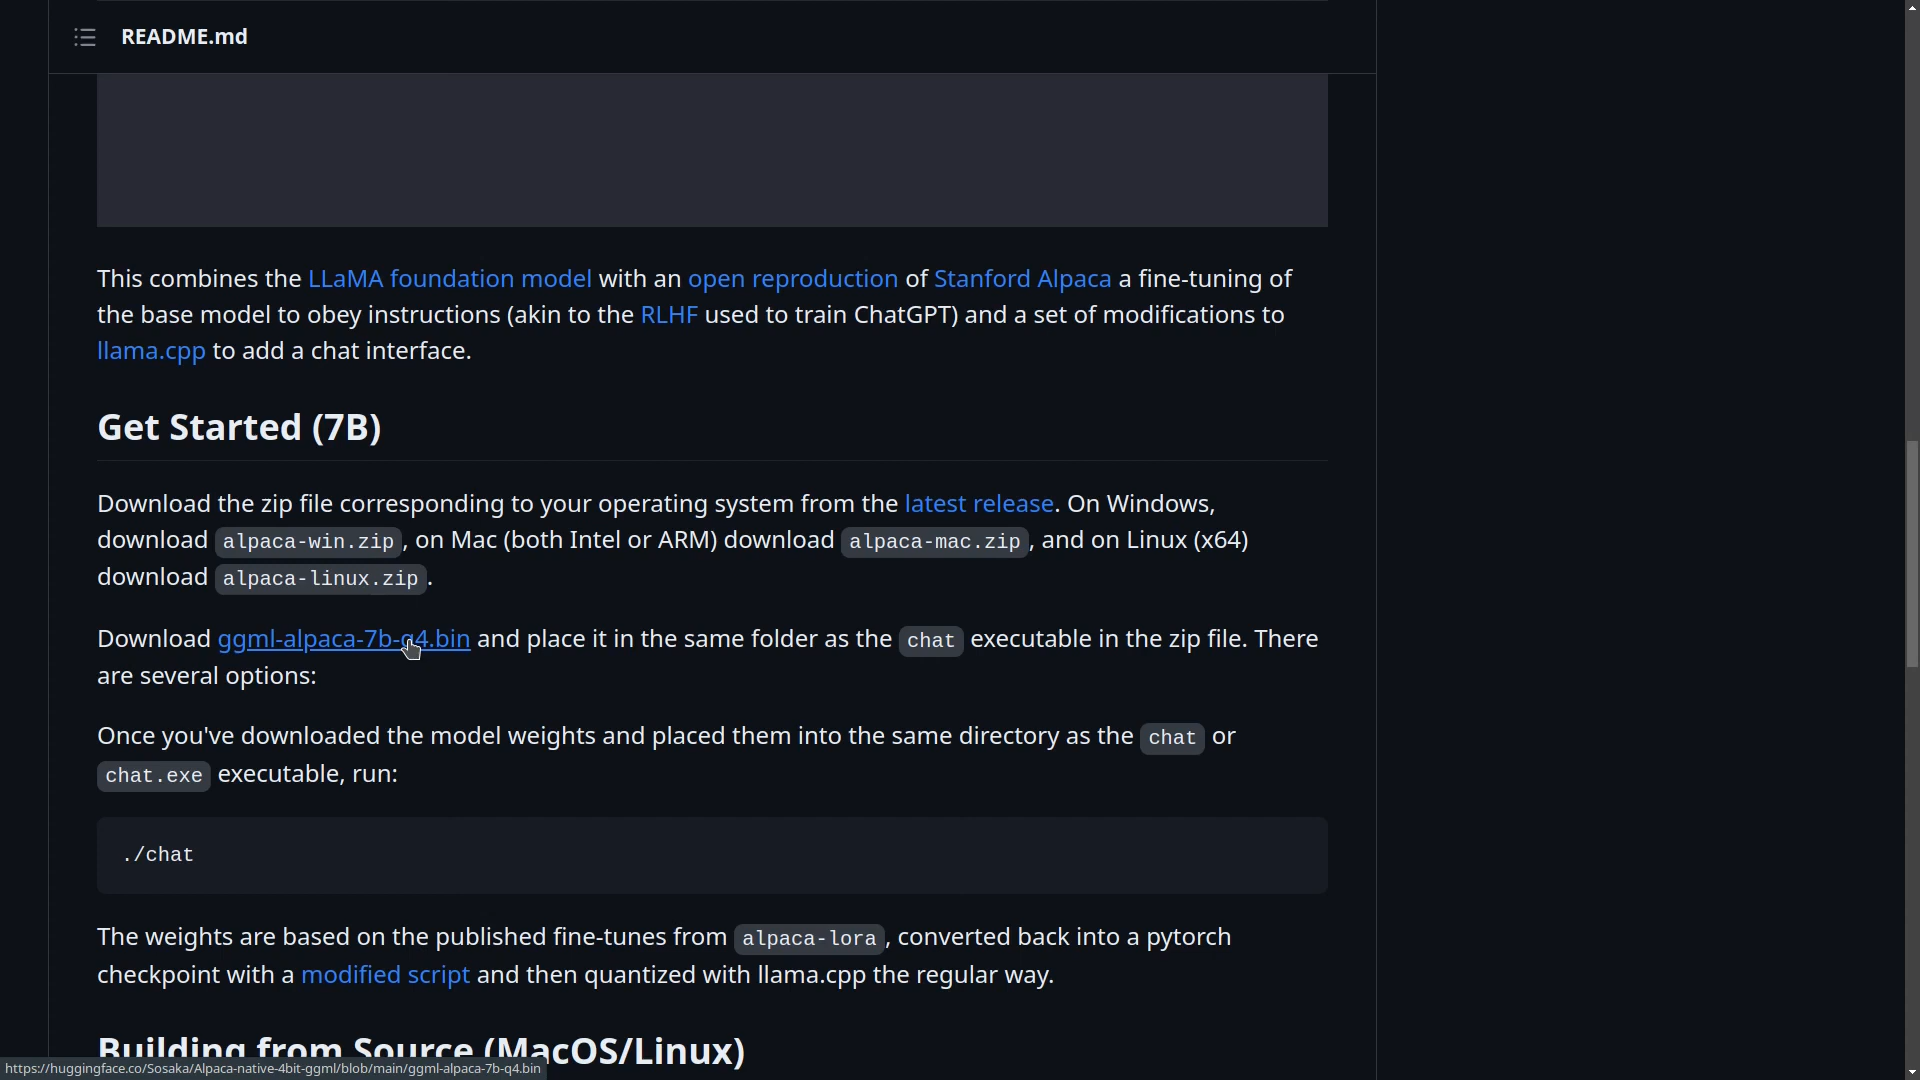 README.md
This combines the LLaMA foundation model with an open reproduction of Stanford Alpaca a fine-tuning of
the base model to obey instructions (akin to the RLHF used to train ChatGPT) and a set of modifications to
llama.cpp to add a chat interface.
Get Started (7B)
Download the zip file corresponding to your operating system from the latest release. On Windows,
download alpaca-win.zip, on Mac (both Intel or ARM) download alpaca-mac.zip, and on Linux (x64)
download alpaca-linux.zip.
Download ggml-alpaca-7b-q4.bin and place it in the same folder as the chat executable in the zip file. There
are several options:
Once you've downloaded the model weights and placed them into the same directory as the chat or
chat.exe executable, run:
./chat
The weights are based on the published fine-tunes from alpaca-lora, converted back into a pytorch
checkpoint with a modified script and then quantized with llama.cpp the regular way.
Building from Source (MacOS/Linux)
https://huggingface.co/Sosaka/Alpaca-native-4bit-ggml/blob/main/ggml-alpaca-7b-q4.bin